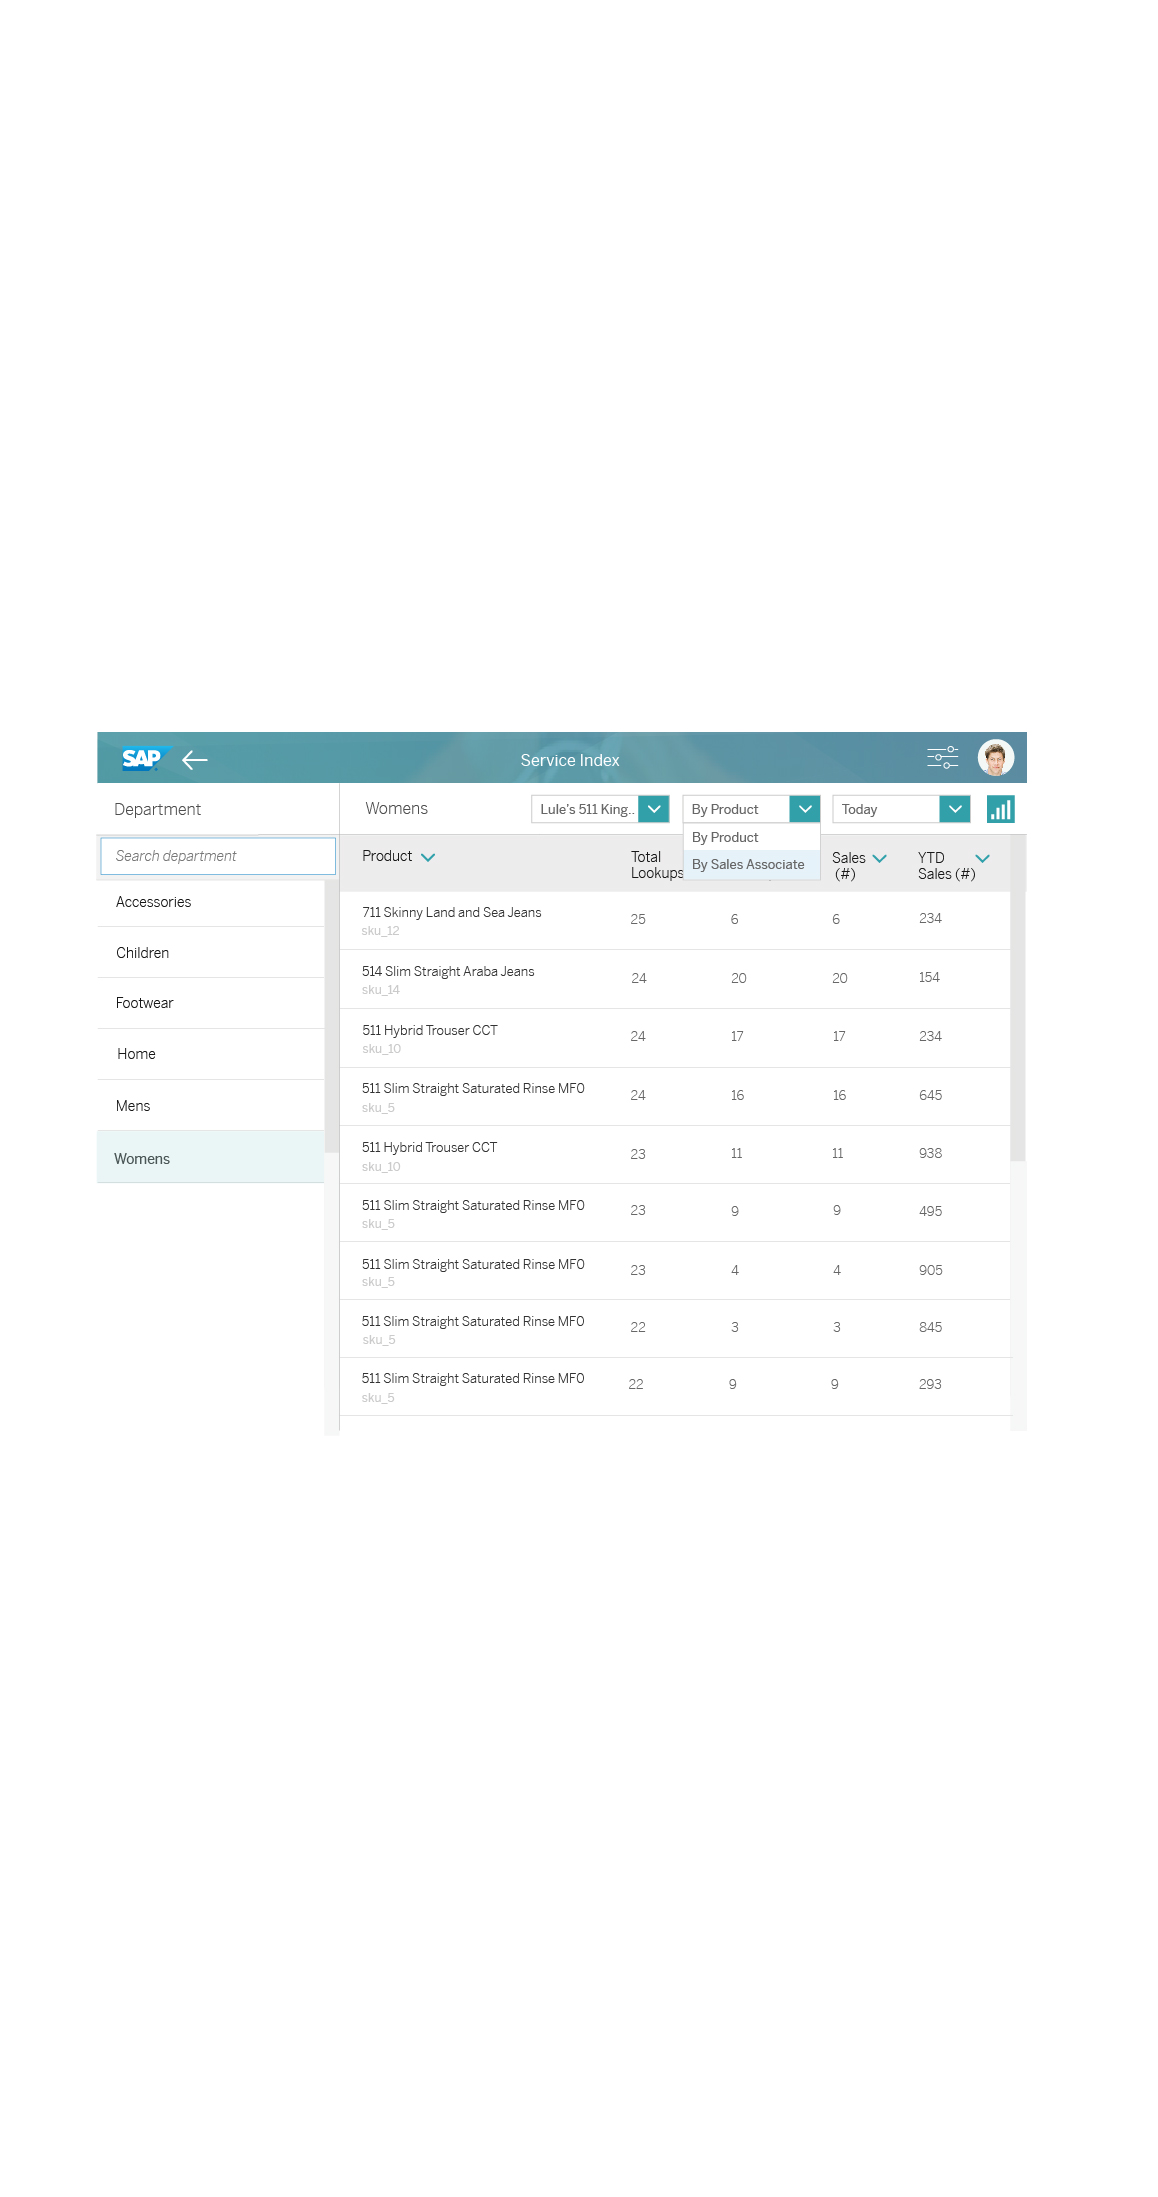 SAP
Service Index
Department
Womens
Lule's 511 King..
By Product
Today
By Product
By Sales Associate
Search department
Product
Total
Lookups
Sales
(#)
YTD
Sales (#)
Accessories
Children
Footwear
Home
Mens
Womens
711 Skinny Land and Sea Jeans
sku_12
25 6 6 234
514 Slim Straight Araba Jeans
sku_14
24 20 20 154
511 Hybrid Trouser CCT
sku_10
24 17 17 234
511 Slim Straight Saturated Rinse MF0
sku_5
24 16 16 645
511 Hybrid Trouser CCT
sku_10
23 11 11 938
511 Slim Straight Saturated Rinse MF0
sku_5
23 9 9 495
511 Slim Straight Saturated Rinse MF0
sku_5
23 4 4 905
511 Slim Straight Saturated Rinse MF0
sku_5
22 3 3 845
511 Slim Straight Saturated Rinse MF0
sku_5
22 9 9 293